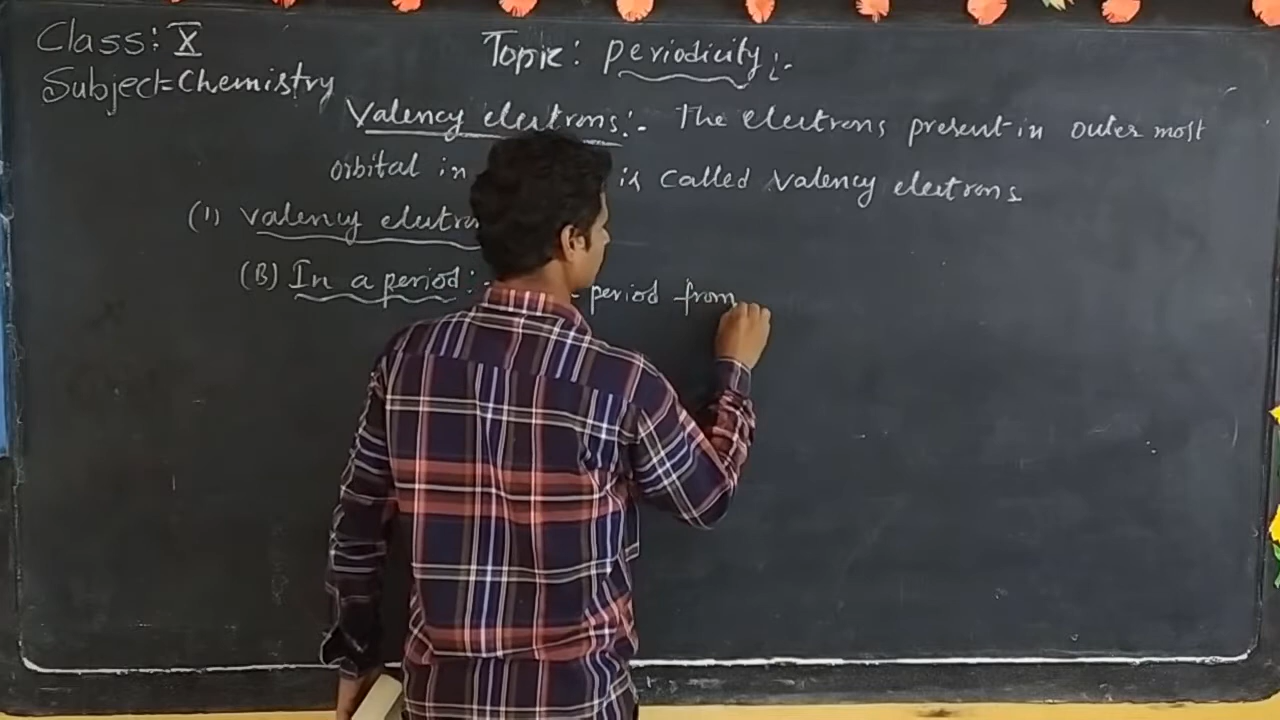 Class: X
Subject=Chemistry
Topic: periodicity:-
Valency electrons:- The electrons present in outer most
orbital in is called valency electrons
(1) valency
(B) In a period:- period from